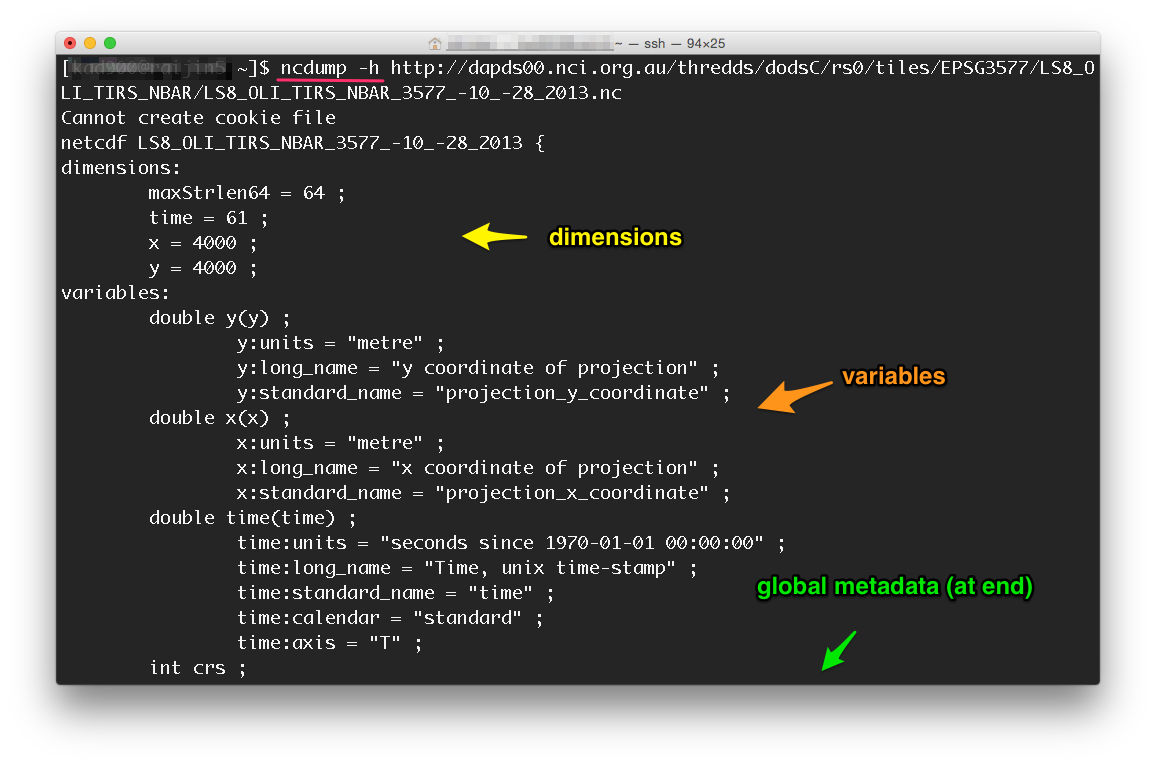 ~ — ssh — 94×25
~]$ ncdump -h http://dapds00.nci.org.au/thredds/dodsC/rs0/tiles/EPSG3577/LS8_O
LI_TIRS_NBAR/LS8_OLI_TIRS_NBAR_3577_-10_-28_2013.nc
Cannot create cookie file
netcdf LS8_OLI_TIRS_NBAR_3577_-10_-28_2013 {
dimensions:
maxStrlen64 = 64 ;
time = 61 ;
x = 4000 ;
dimensions
y = 4000 ;
variables:
double y(y) ;
y:units = "metre" ;
y:long_name = "y coordinate of projection" ;
variables
y:standard_name = "projection_y_coordinate" ;
double x(x) ;
x:units = "metre" ;
x:long_name = "x coordinate of projection" ;
x:standard_name = "projection_x_coordinate" ;
double time(time) ;
time:units = "seconds since 1970-01-01 00:00:00" ;
time:long_name = "Time, unix time-stamp" ;
global metadata (at end)
time:standard_name = "time" ;
time:calendar = "standard" ;
time:axis = "T" ;
int crs ;